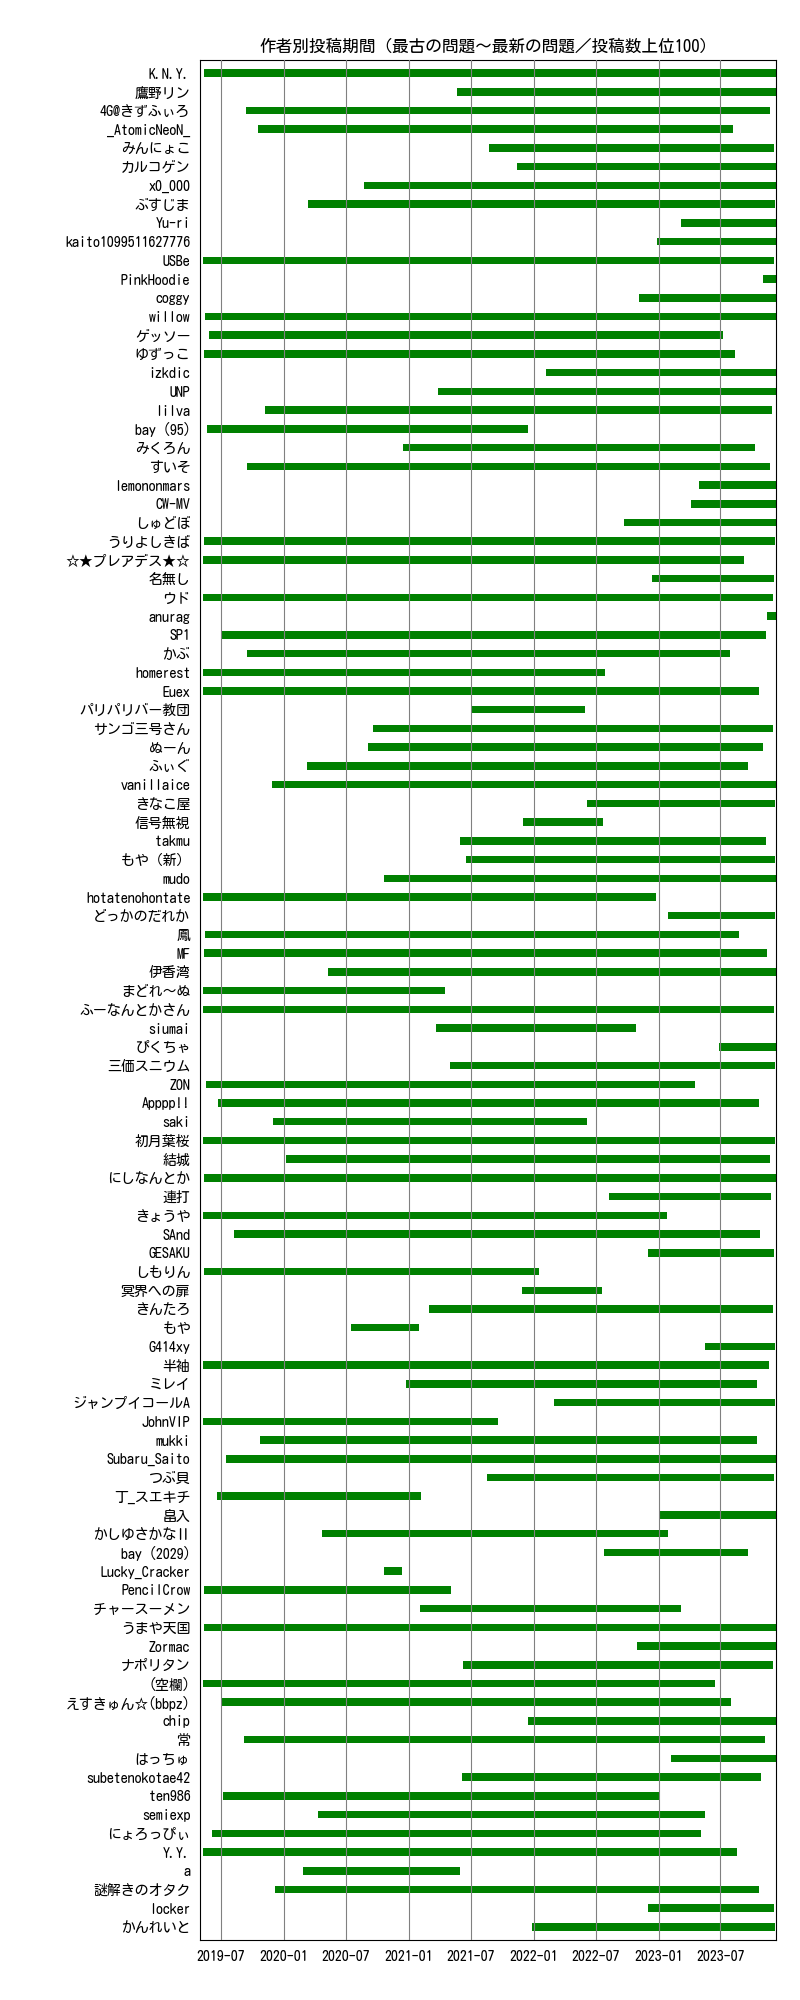 作者別投稿期間（最古の問題～最新の問題／投稿数上位100）
K.N.Y.
鷹野リン
4G@きずふぃろ
_AtomicNeoN_
みんにょこ
カルコゲン
x0_000
ぶすじま
Yu-ri
kaito1099511627776
USBe
PinkHoodie
coggy
willow
ゲッソー
ゆずっこ
izkdic
UNP
lilva
bay (95)
みくろん
すいそ
lemononmars
CW-MV
しゅどぼ
うりよしきば
☆★プレアデス★☆
名無し
ウド
anurag
SP1
かぶ
homerest
Euex
パリパリバー教団
サンゴ三号さん
ぬーん
ふぃぐ
vanillaice
きなこ屋
信号無視
takmu
もや（新）
mudo
hotatenohontate
どっかのだれか
鳳
MF
伊香湾
まどれ～ぬ
ふーなんとかさん
siumai
ぴくちゃ
三価スニウム
ZON
Appppll
saki
初月葉桜
結城
にしなんとか
連打
きょうや
SAnd
GESAKU
しもりん
冥界への扉
きんたろ
もや
G414xy
半袖
ミレイ
ジャンプイコールA
JohnVIP
mukki
Subaru_Saito
つぶ貝
丁_スエキチ
畠入
かしゆさかなII
bay (2029)
Lucky_Cracker
PencilCrow
チャースーメン
うまや天国
Zormac
ナポリタン
(空欄)
えすきゅん☆(bbpz)
chip
常
はっちゅ
subetenokotae42
ten986
semiexp
にょろっぴぃ
Y.Y.
a
謎解きのオタク
locker
かんれいと
2019-07 2020-01 2020-07 2021-01 2021-07 2022-01 2022-07 2023-01 2023-07